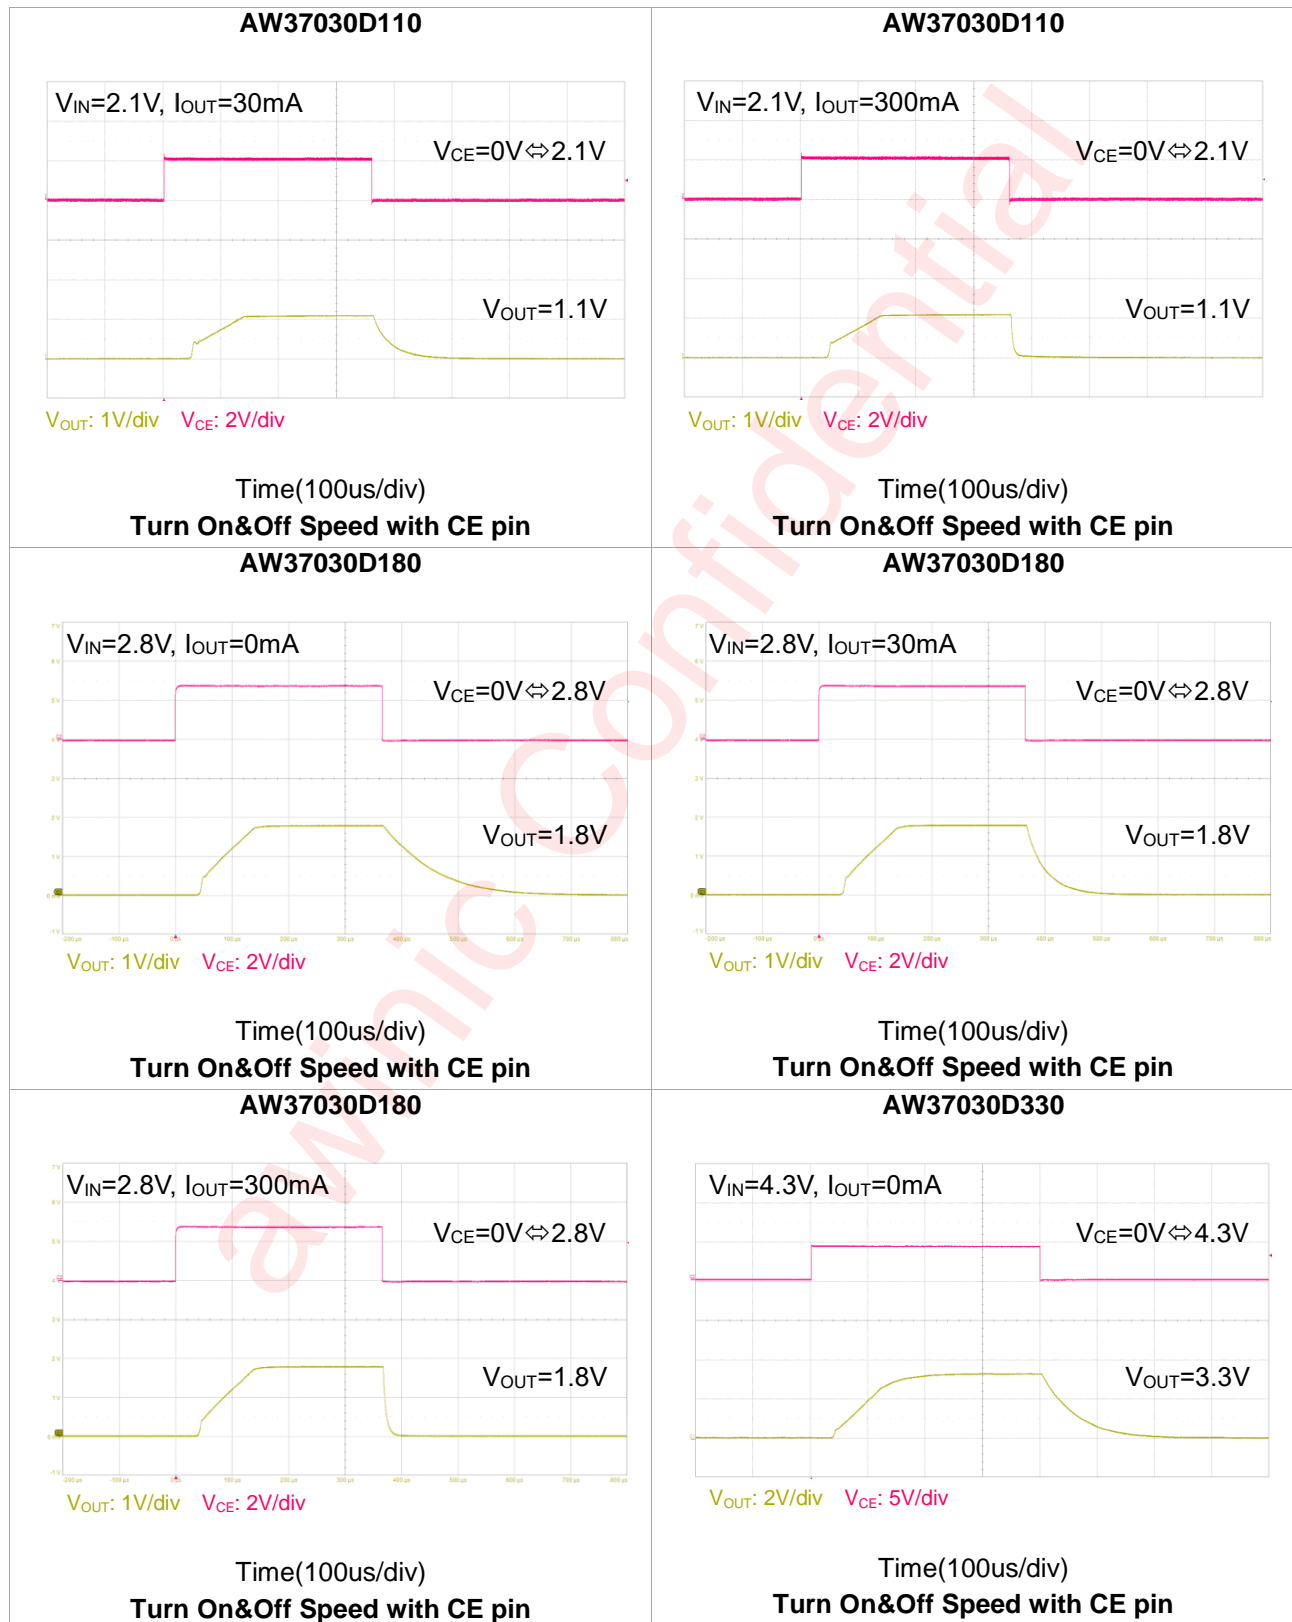 AW37030D110
VIN=2.1V, IOUT=30mA
VCE=0V⇔2.1V
VOUT=1.1V
VOUT: 1V/div VCE: 2V/div
Time(100us/div)
Turn On&Off Speed with CE pin
AW37030D110
VIN=2.1V, IOUT=300mA
VCE=0V⇔2.1V
VOUT=1.1V
VOUT: 1V/div VCE: 2V/div
Time(100us/div)
Turn On&Off Speed with CE pin
AW37030D180
VIN=2.8V, IOUT=0mA
VCE=0V⇔2.8V
VOUT=1.8V
VOUT: 1V/div VCE: 2V/div
Time(100us/div)
Turn On&Off Speed with CE pin
AW37030D180
VIN=2.8V, IOUT=30mA
VCE=0V⇔2.8V
VOUT=1.8V
VOUT: 1V/div VCE: 2V/div
Time(100us/div)
Turn On&Off Speed with CE pin
AW37030D180
VIN=2.8V, IOUT=300mA
VCE=0V⇔2.8V
VOUT=1.8V
VOUT: 1V/div VCE: 2V/div
Time(100us/div)
Turn On&Off Speed with CE pin
AW37030D330
VIN=4.3V, IOUT=0mA
VCE=0V⇔4.3V
VOUT=3.3V
VOUT: 2V/div VCE: 5V/div
Time(100us/div)
Turn On&Off Speed with CE pin
awinic Confidential